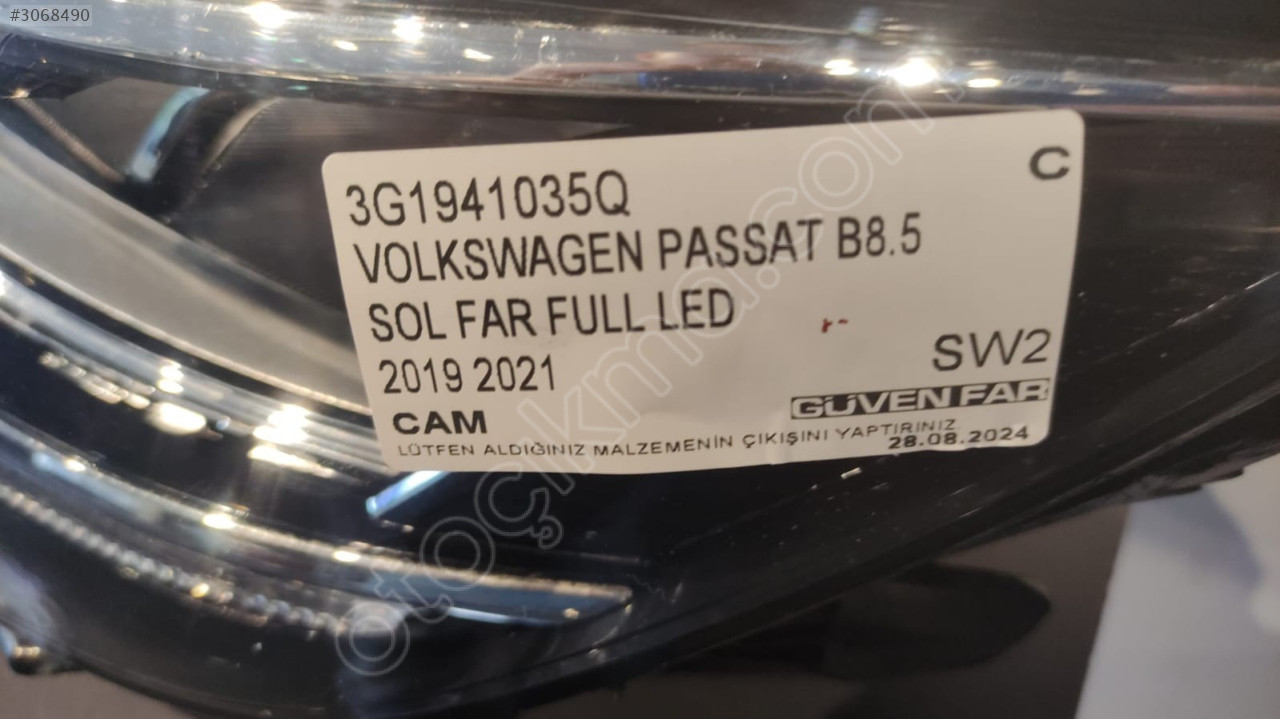 #3068490
C
3G1941035Q
VOLKSWAGEN PASSAT B8.5
SOL FAR FULL LED
2019 2021
SW2
CAM
GÜVEN FAR
LÜTFEN ALDIĞINIZ MALZEMENİN ÇIKIŞINI YAPTIRINIZ
28.08.2024
otoçıkma.com